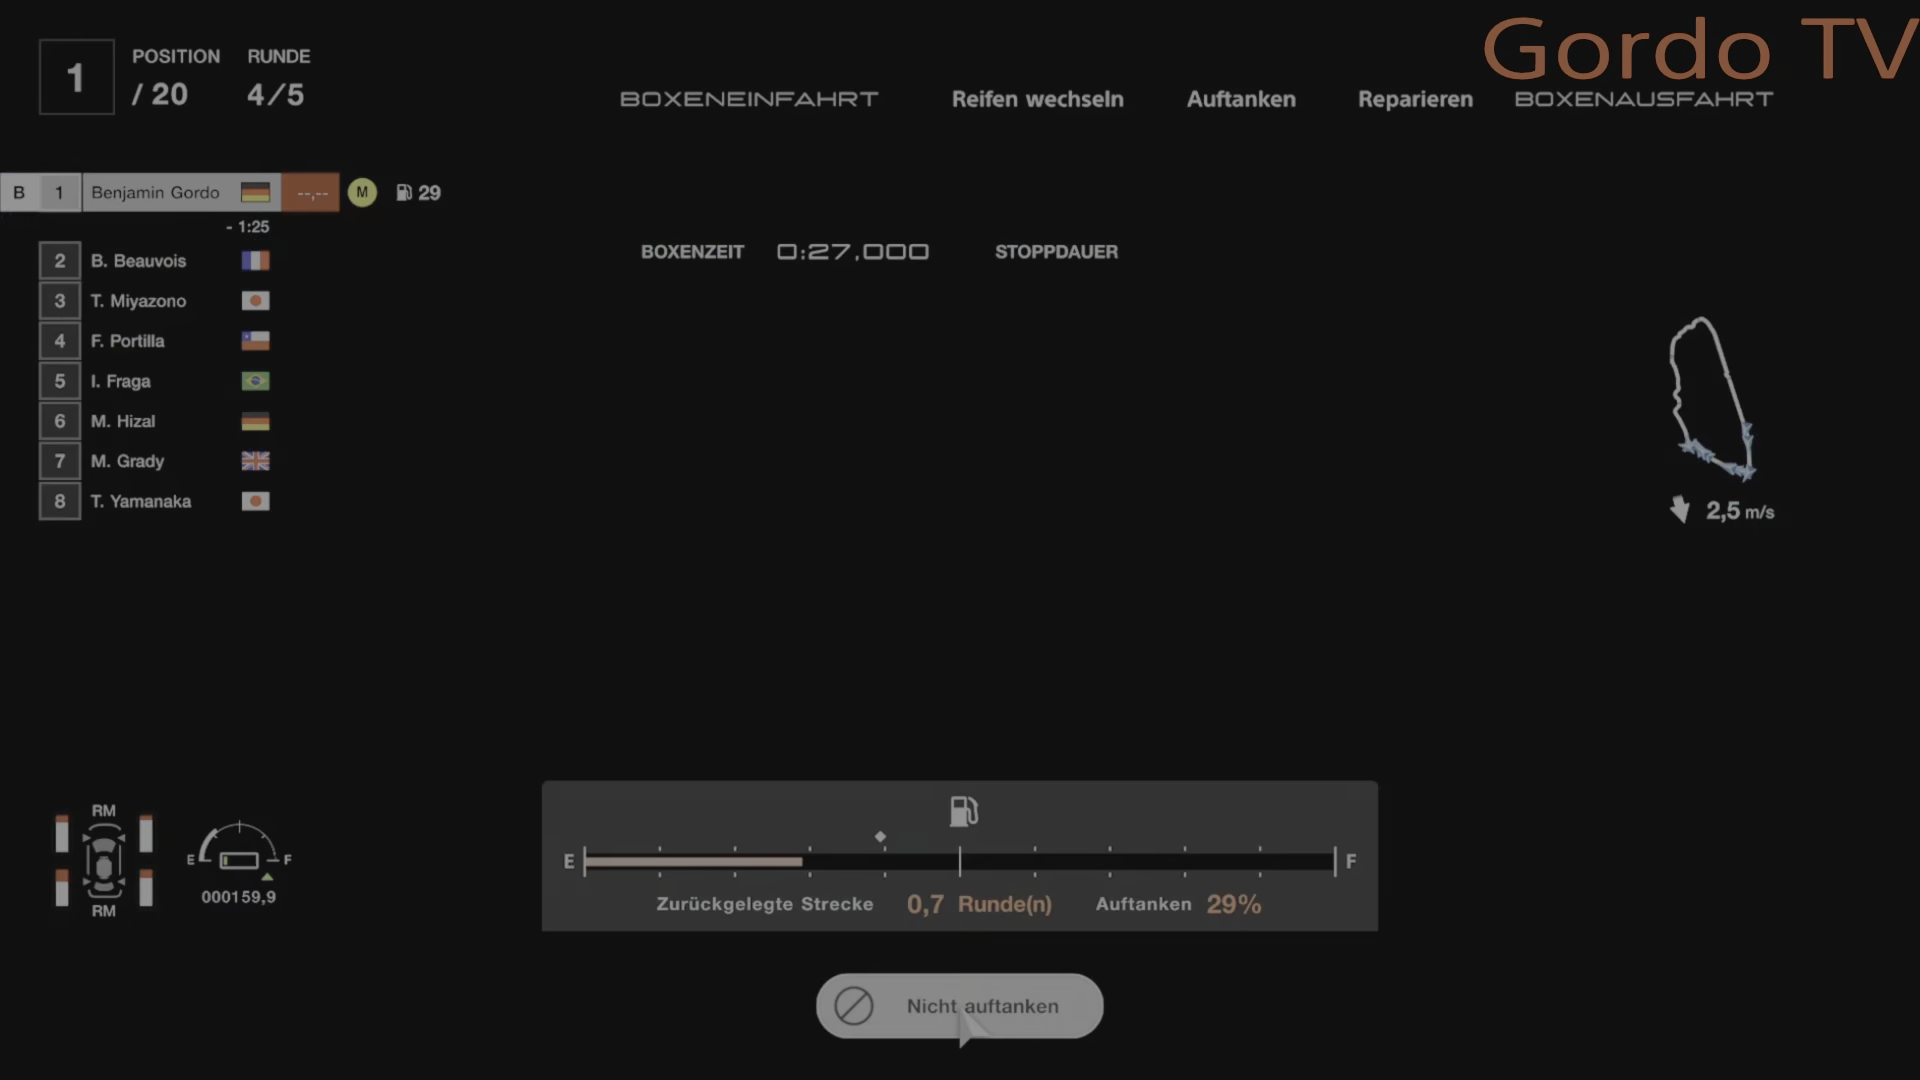 Gordo TV
1
POSITION RUNDE
/ 20 4/5
BOXENEINFAHRT Reifen wechseln Auftanken Reparieren BOXENAUSFAHRT
B 1 Benjamin Gordo --,-- M 29
- 1:25
2 B. Beauvois
3 T. Miyazono
4 F. Portilla
5 I. Fraga
6 M. Hizal
7 M. Grady
8 T. Yamanaka
BOXENZEIT 0:27,000 STOPPDAUER
2,5 m/s
RM
E F
000159,9
RM
E F
Zurückgelegte Strecke 0,7 Runde(n) Auftanken 29%
Nicht auftanken